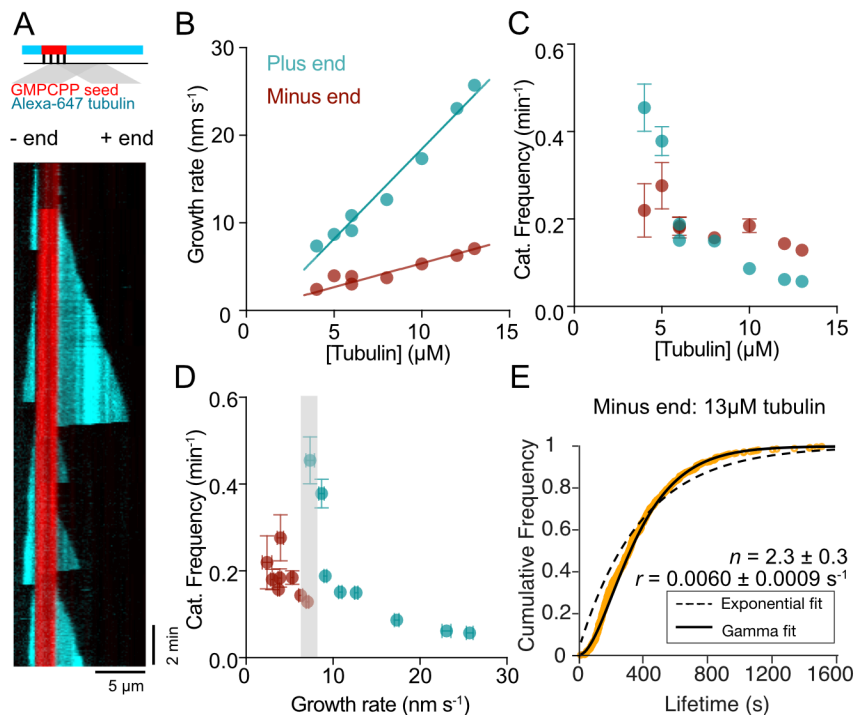 A
GMPCPP seed
Alexa-647 tubulin
- end
+ end
2 min
5 µm
B
Plus end
Minus end
Growth rate (nm s⁻¹)
30
20
10
0
0
5
10
15
[Tubulin] (µM)
C
Cat. Frequency (min⁻¹)
0.6
0.4
0.2
0.0
0
5
10
15
[Tubulin] (µM)
D
Cat. Frequency (min⁻¹)
0.6
0.4
0.2
0.0
0
10
20
30
Growth rate (nm s⁻¹)
E
Minus end: 13µM tubulin
Cumulative Frequency
1
0.8
0.6
0.4
0.2
0
n = 2.3 ± 0.3
r = 0.0060 ± 0.0009 s⁻¹
Exponential fit
Gamma fit
0
400
800
1200
1600
Lifetime (s)